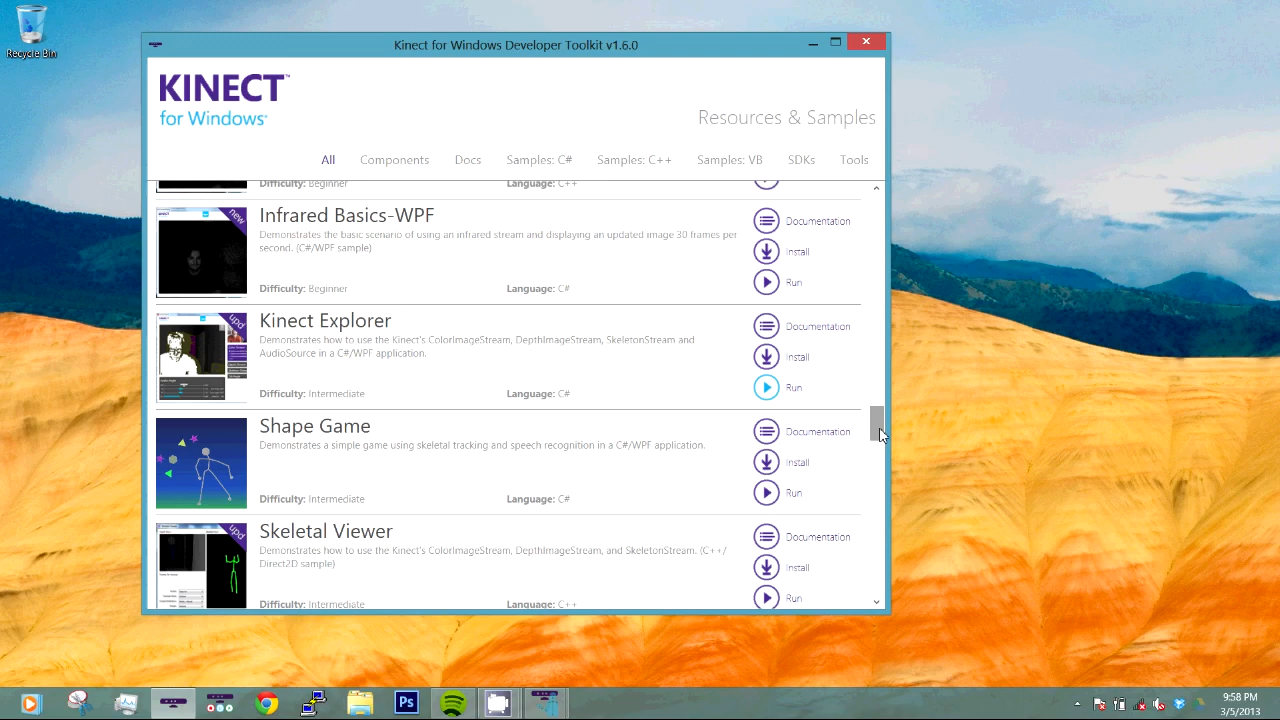 Recycle Bin
Kinect for Windows Developer Toolkit v1.6.0
KINECT™
for Windows®
Resources & Samples
All Components Docs Samples: C# Samples: C++ Samples: VB SDKs Tools
Difficulty: Beginner Language: C++
new
Infrared Basics-WPF
Demonstrates the basic scenario of using an infrared stream and displaying an updated image 30 frames per
second. (C#/WPF sample)
Difficulty: Beginner Language: C#
Documentation
Install
Run
upd
Kinect Explorer
Demonstrates how to use the Kinect's ColorImageStream, DepthImageStream, SkeletonStream and
AudioSource in a C#/WPF application.
Difficulty: Intermediate Language: C#
Documentation
Install
Run
Shape Game
Demonstrates a simple game using skeletal tracking and speech recognition in a C#/WPF application.
Difficulty: Intermediate Language: C#
Documentation
Install
Run
upd
Skeletal Viewer
Demonstrates how to use the Kinect's ColorImageStream, DepthImageStream, and SkeletonStream. (C++/
Direct2D sample)
Difficulty: Intermediate Language: C++
Documentation
Install
Run
Ps
9:58 PM
3/5/2013